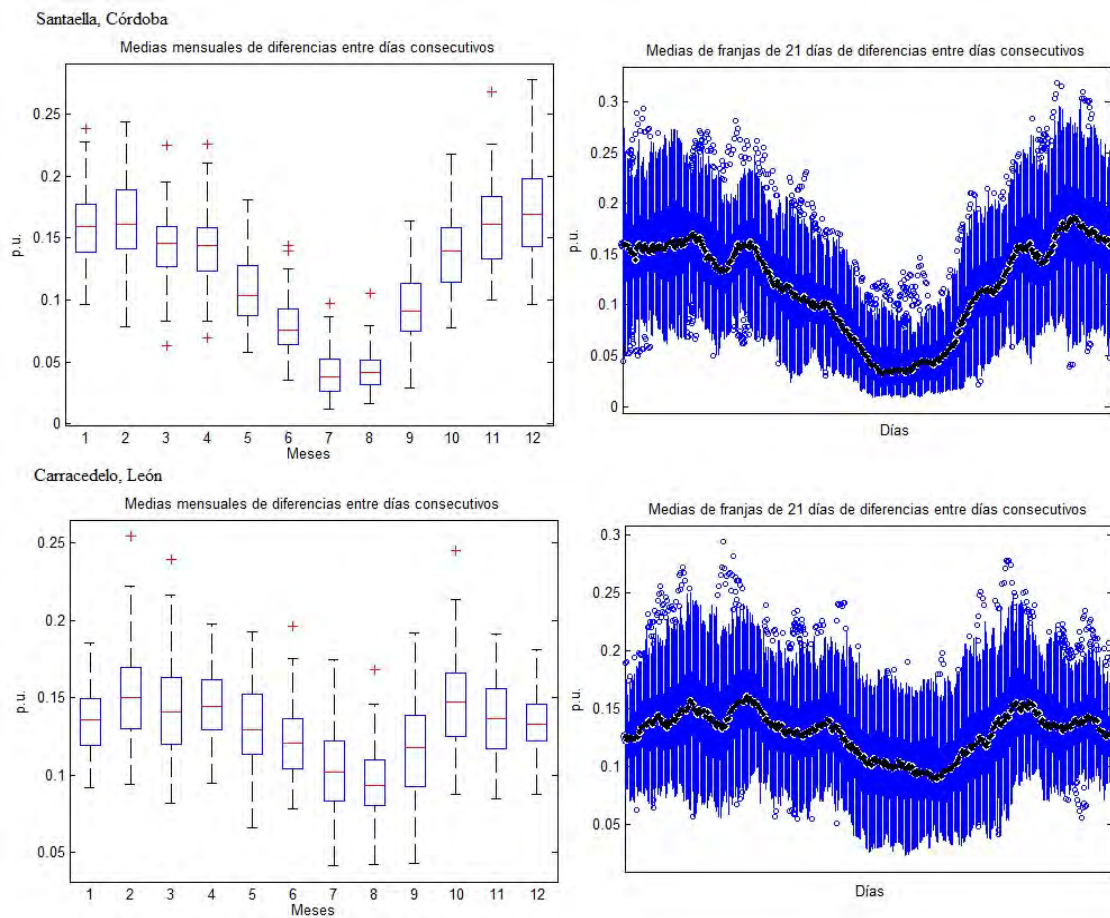 Santaella, Córdoba
Medias mensuales de diferencias entre días consecutivos
p.u.
0.25
0.2
0.15
0.1
0.05
0
1 2 3 4 5 6 7 8 9 10 11 12
Meses
Medias de franjas de 21 días de diferencias entre días consecutivos
p.u.
0.3
0.25
0.2
0.15
0.1
0.05
0
Días
Carracedelo, León
Medias mensuales de diferencias entre días consecutivos
p.u.
0.25
0.2
0.15
0.1
0.05
1 2 3 4 5 6 7 8 9 10 11 12
Meses
Medias de franjas de 21 días de diferencias entre días consecutivos
p.u.
0.3
0.25
0.2
0.15
0.1
0.05
Días